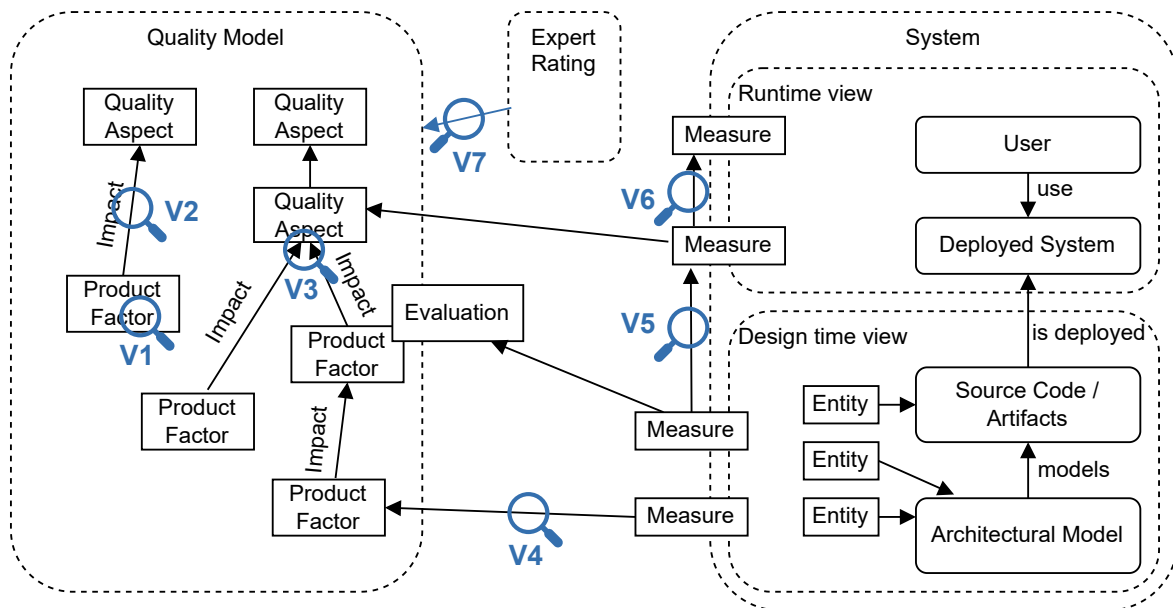 Quality Model
Quality
Aspect
Quality
Aspect
Impact
V2
Quality
Aspect
Product
Factor
V1
V3
Impact
Impact
Product
Factor
Product
Factor
Evaluation
Impact
Product
Factor
V7
Expert
Rating
V4
Measure
V6
Measure
V5
Measure
Measure
System
Runtime view
User
use
Deployed System
Design time view
is deployed
Entity
Source Code /
Artifacts
Entity
models
Entity
Architectural Model